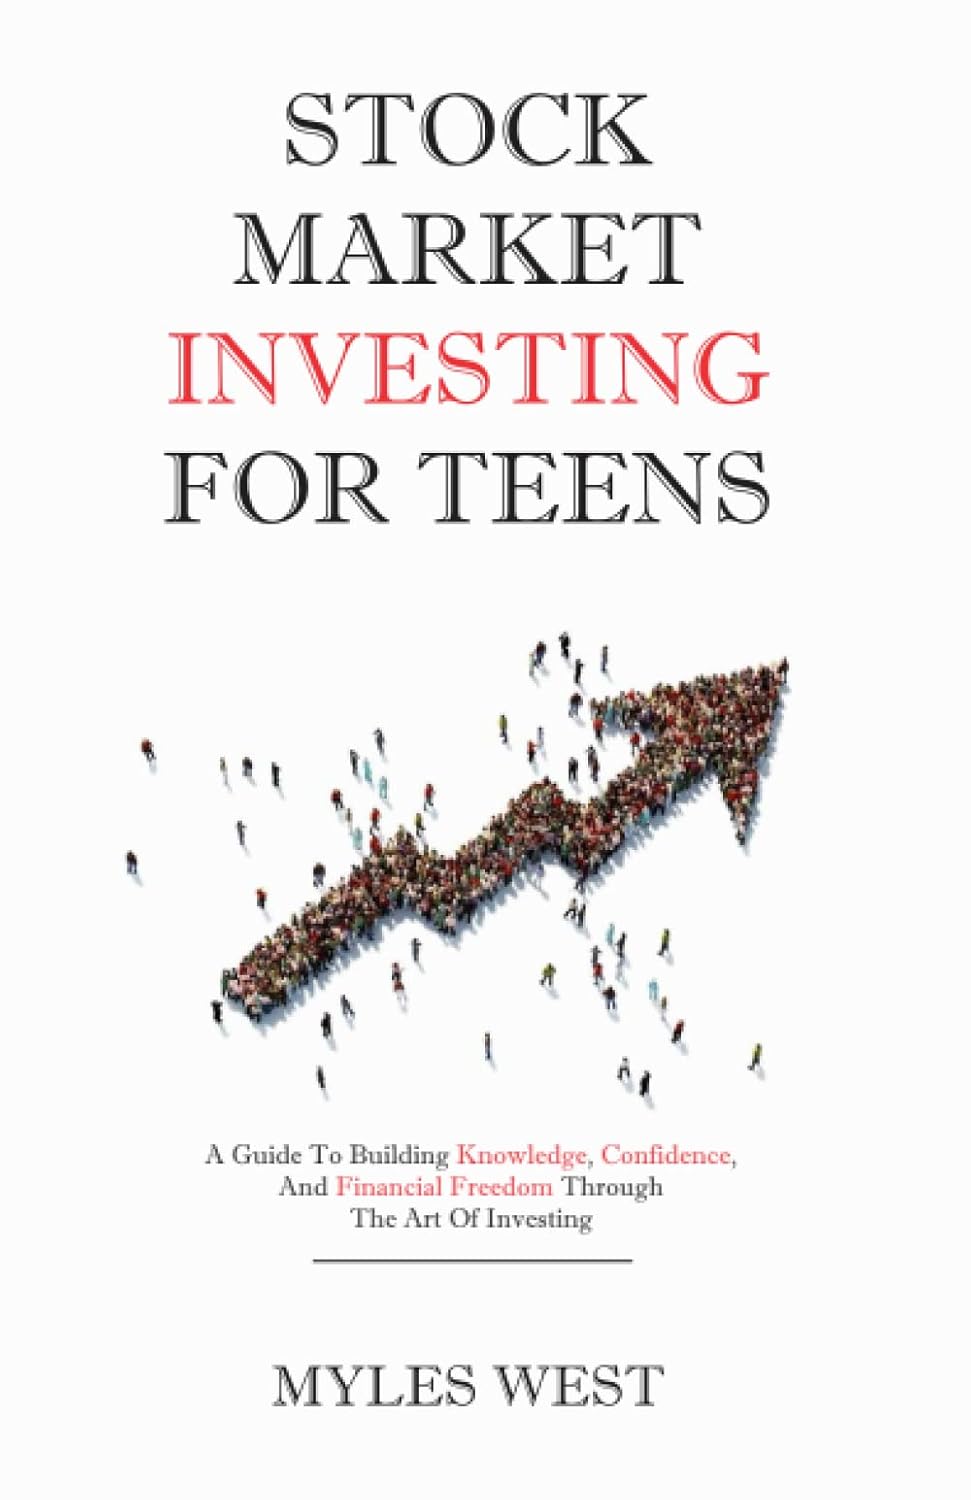 STOCK
MARKET
INVESTING
FOR TEENS
A Guide To Building Knowledge, Confidence,
And Financial Freedom Through
The Art Of Investing
MYLES WEST